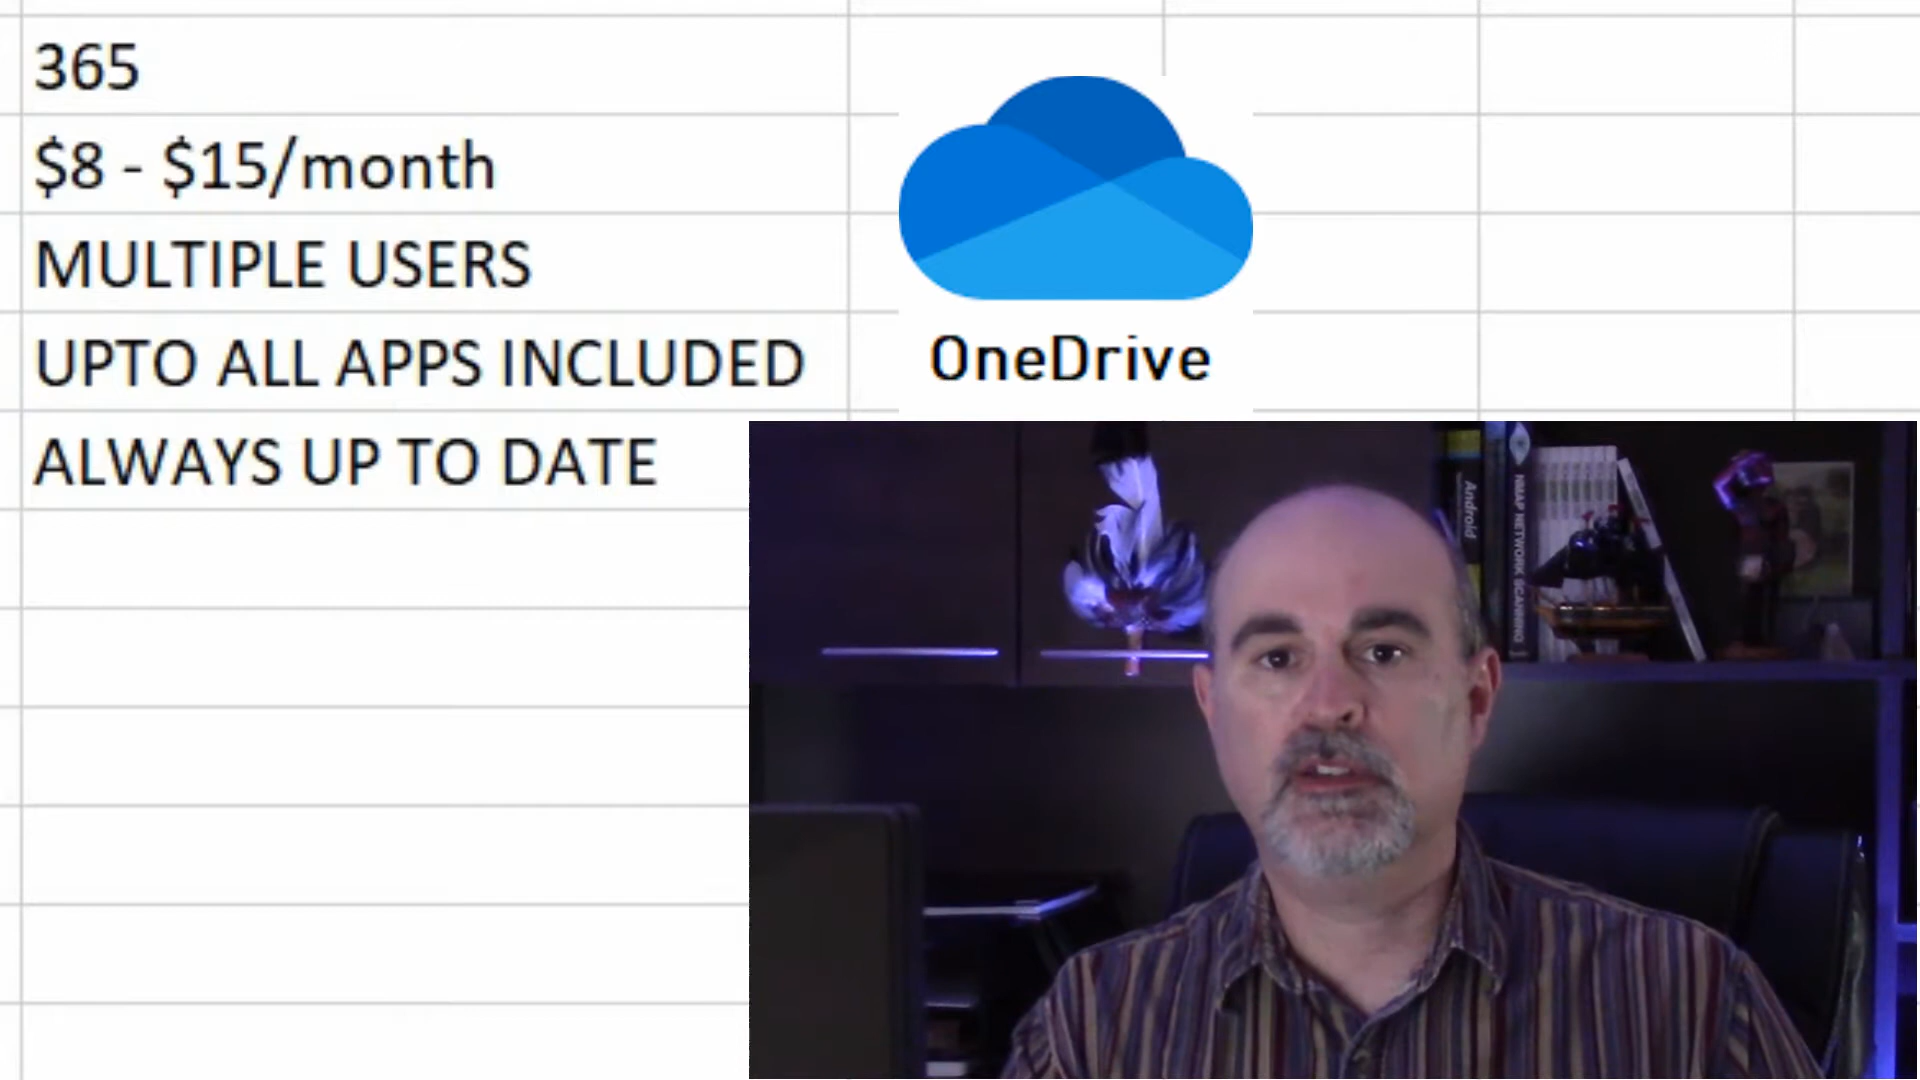 365
$8 - $15/month
MULTIPLE USERS
UPTO ALL APPS INCLUDED
ALWAYS UP TO DATE
OneDrive
Android
NMAP NETWORK SCANNING